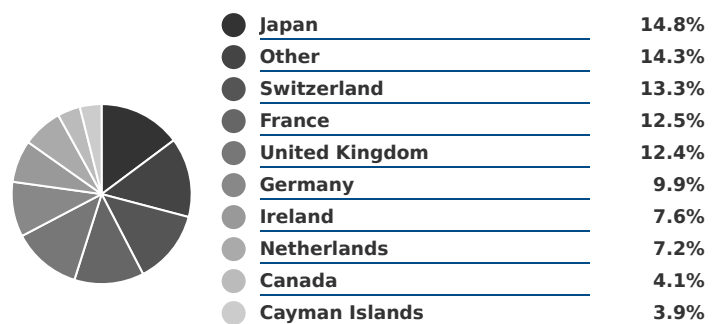 Japan 14.8%
Other 14.3%
Switzerland 13.3%
France 12.5%
United Kingdom 12.4%
Germany 9.9%
Ireland 7.6%
Netherlands 7.2%
Canada 4.1%
Cayman Islands 3.9%